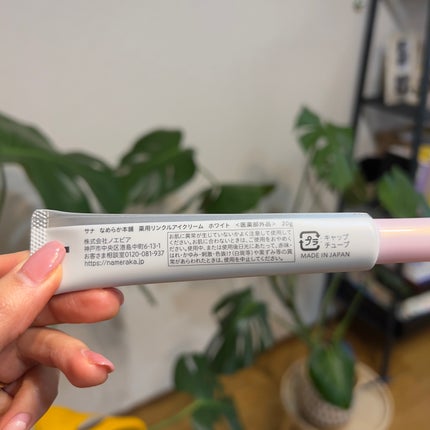 サナ なめらか本舗 薬用リンクルアイクリーム ホワイト <医薬部外品> 20g
株式会社ノエビア
神戸市中央区港島中町6-13-1
お客さま相談室0120-081-937
https://nameraka.jp
お肌に異常が生じていないかよく注意して使用して
ください。お肌に合わないときは、ご使用をおやめく
ださい。使用中、または使用後日光にあたって、赤味・
はれ・かゆみ・刺激・色抜け(白斑等)や黒ずみ等の異
常があらわれたときは、使用を中止してください。
プラ
キャップ
チューブ
MADE IN JAPAN